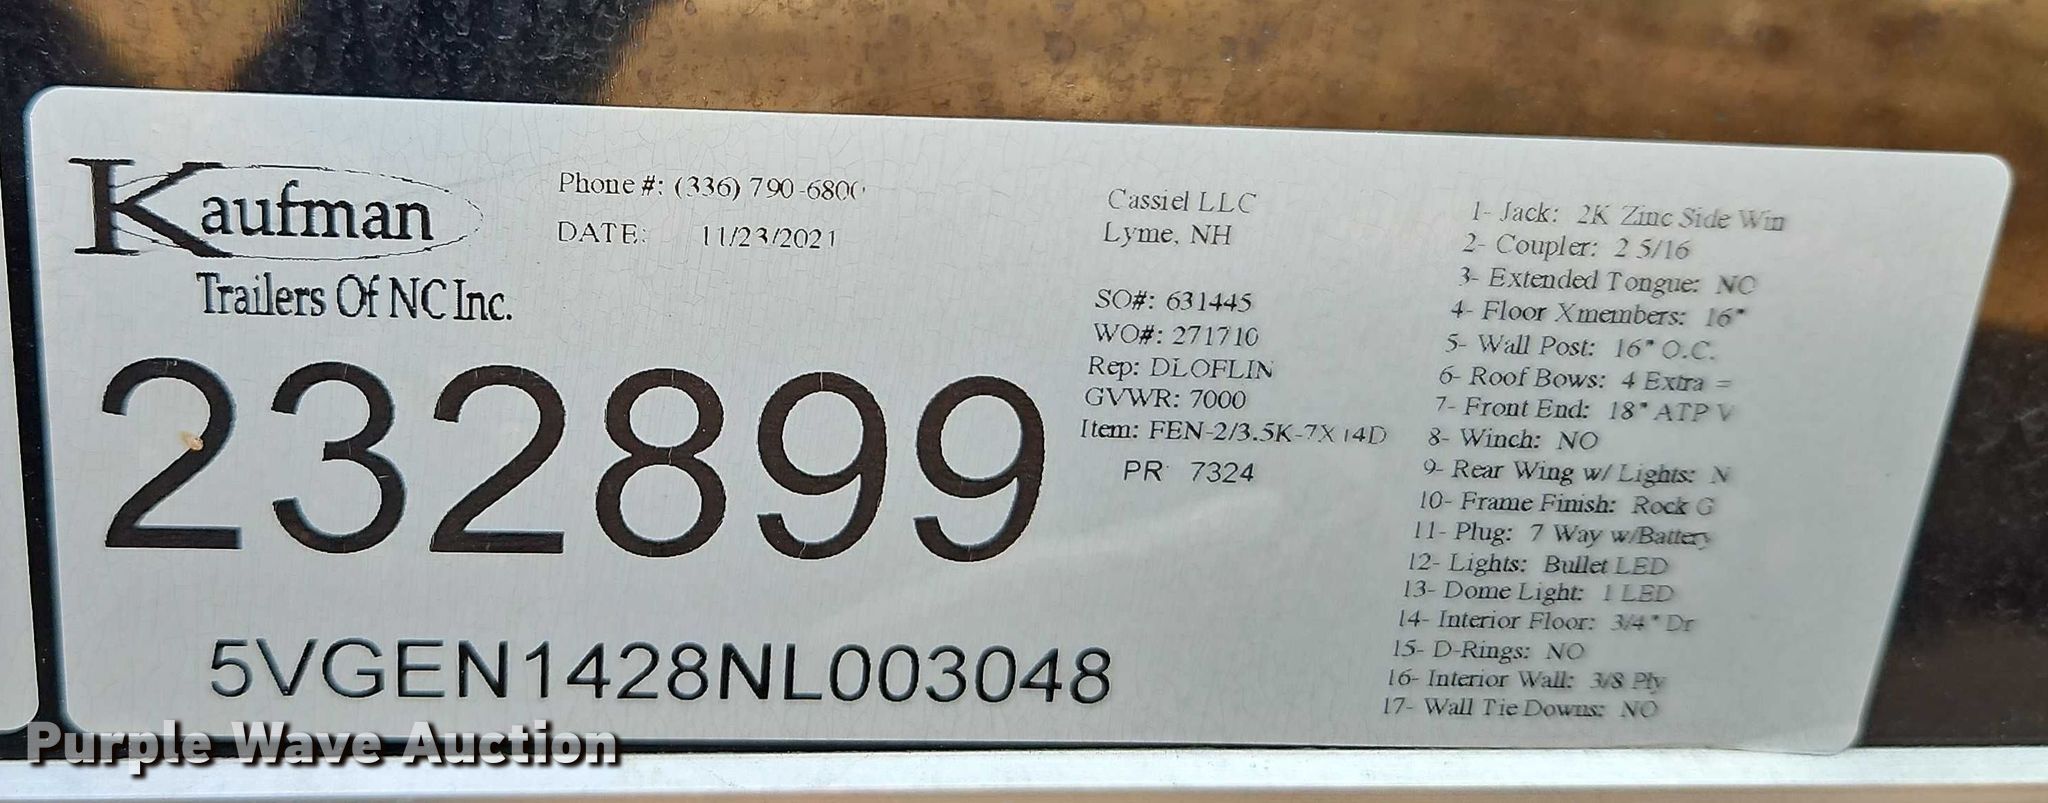 Kaufman
Trailers Of NC Inc.
Phone #: (336) 790-6800
DATE: 11/23/2021
232899
5VGEN1428NL003048
Cassiel LLC
Lyme, NH
SO#: 631445
WO#: 271710
Rep: DLOFLIN
GVWR: 7000
Item: FEN-2/3.5K-7X14D
PR 7324
1- Jack: 2K Zinc Side Win
2- Coupler: 2 5/16
3- Extended Tongue: NO
4- Floor Xmembers: 16"
5- Wall Post: 16" O.C.
6- Roof Bows: 4 Extra =
7- Front End: 18" ATP V
8- Winch: NO
9- Rear Wing w/ Lights: N
10- Frame Finish: Rock G
11- Plug: 7 Way w/Battery
12- Lights: Bullet LED
13- Dome Light: 1 LED
14- Interior Floor: 3/4" Dr
15- D-Rings: NO
16- Interior Wall: 3/8 Ply
17- Wall Tie Downs: NO
Purple Wave Auction